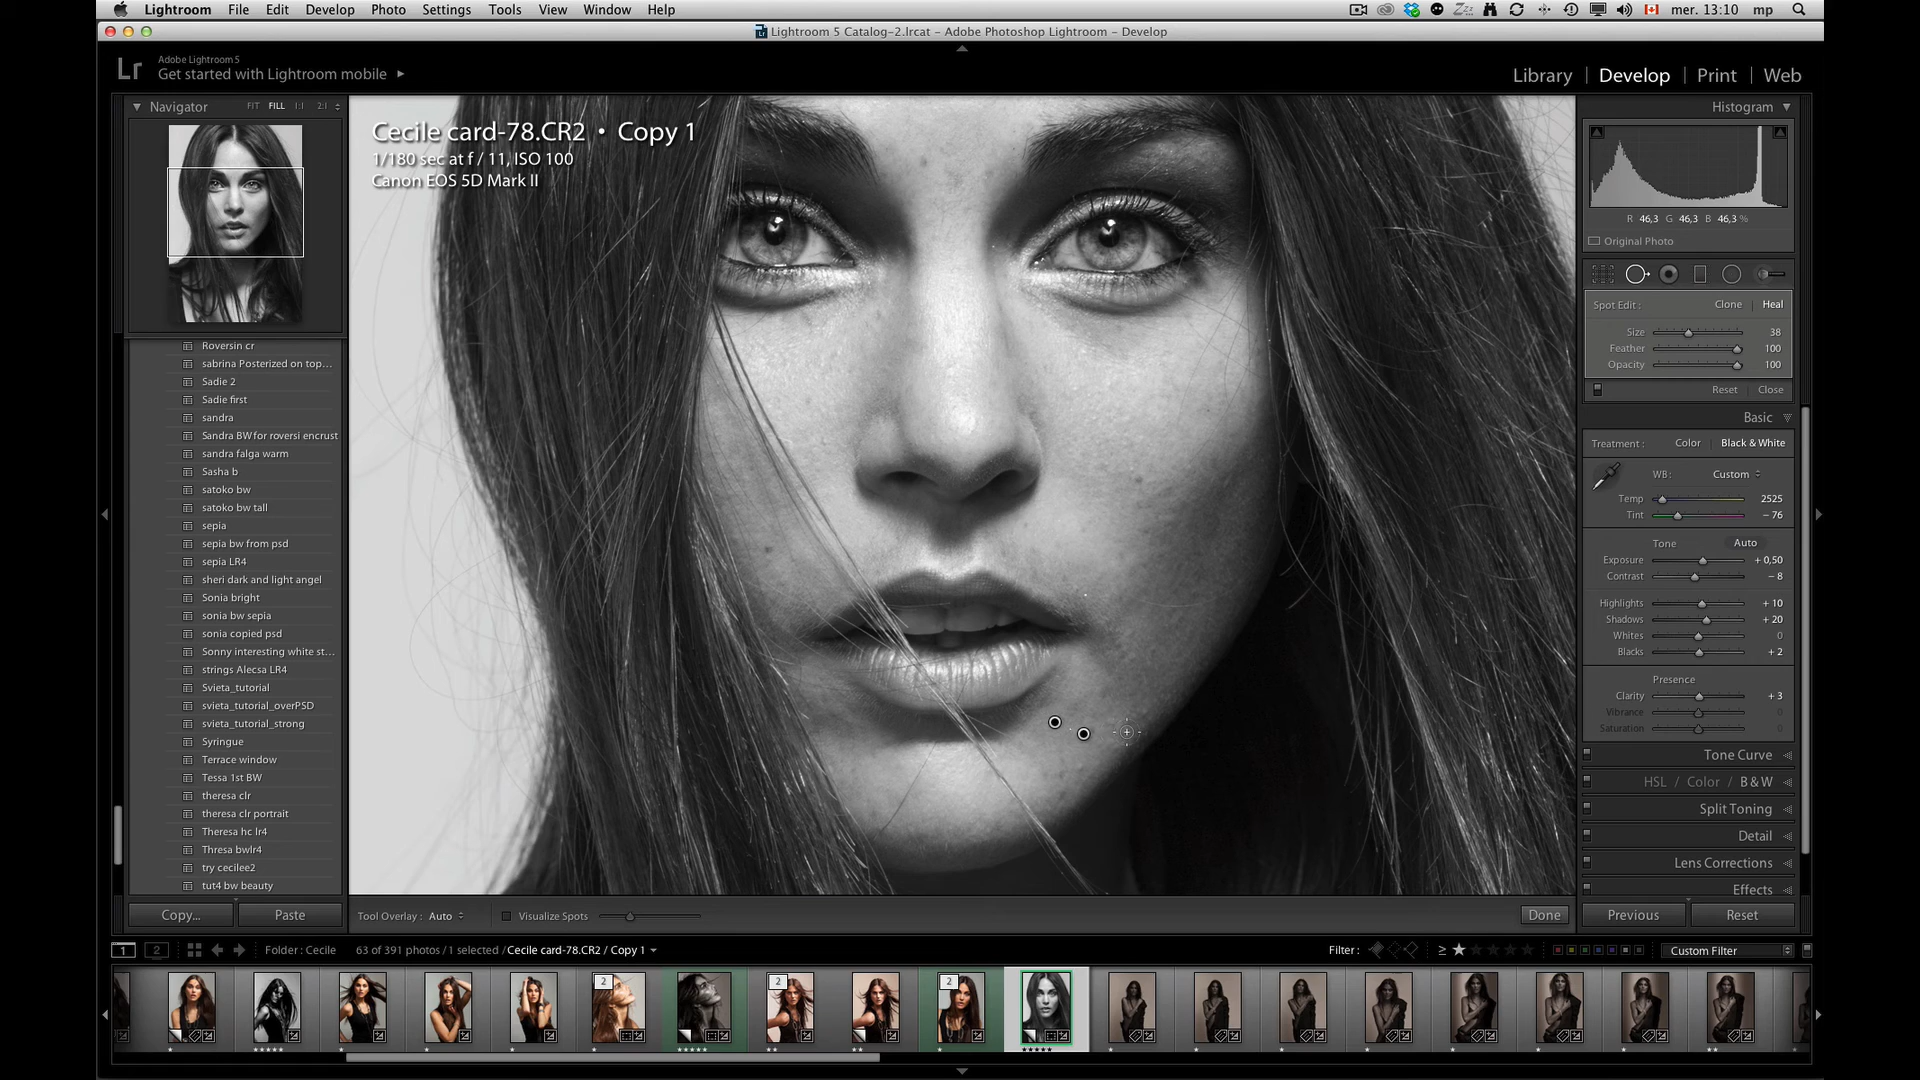 Lightroom File Edit Develop Photo Settings Tools View Window Help
Zzz mer. 13:10 mp
Lightroom 5 Catalog-2.lrcat – Adobe Photoshop Lightroom – Develop
Lr
Adobe Lightroom 5
Get started with Lightroom mobile
Library Develop Print Web
Navigator FIT FILL 1:1 2:1
Cecile card-78.CR2 • Copy 1
1/180 sec at f / 11, ISO 100
Canon EOS 5D Mark II
Roversin cr
sabrina Posterized on top...
Sadie 2
Sadie first
sandra
Sandra BW for roversi encrust
sandra falga warm
Sasha b
satoko bw
satoko bw tall
sepia
sepia bw from psd
sepia LR4
sheri dark and light angel
Sonia bright
sonia bw sepia
sonia copied psd
Sonny interesting white st...
strings Alecsa LR4
Svieta_tutorial
svieta_tutorial_overPSD
svieta_tutorial_strong
Syringue
Terrace window
Tessa 1st BW
theresa clr
theresa clr portrait
Theresa hc lr4
Thresa bwlr4
try cecilee2
tut4 bw beauty
Copy... Paste
Histogram
R 46,3 G 46,3 B 46,3 %
Original Photo
Spot Edit : Clone Heal
Size 38
Feather 100
Opacity 100
Reset Close
Basic
Treatment : Color Black & White
WB : Custom
Temp 2525
Tint – 76
Tone Auto
Exposure + 0,50
Contrast – 8
Highlights + 10
Shadows + 20
Whites 0
Blacks + 2
Presence
Clarity + 3
Vibrance 0
Saturation 0
Tone Curve
HSL / Color / B & W
Split Toning
Detail
Lens Corrections
Effects
Previous Reset
Tool Overlay : Auto Visualize Spots Done
1 2 Folder : Cecile 63 of 391 photos / 1 selected / Cecile card-78.CR2 / Copy 1 Filter : ≥ Custom Filter
2 2 2